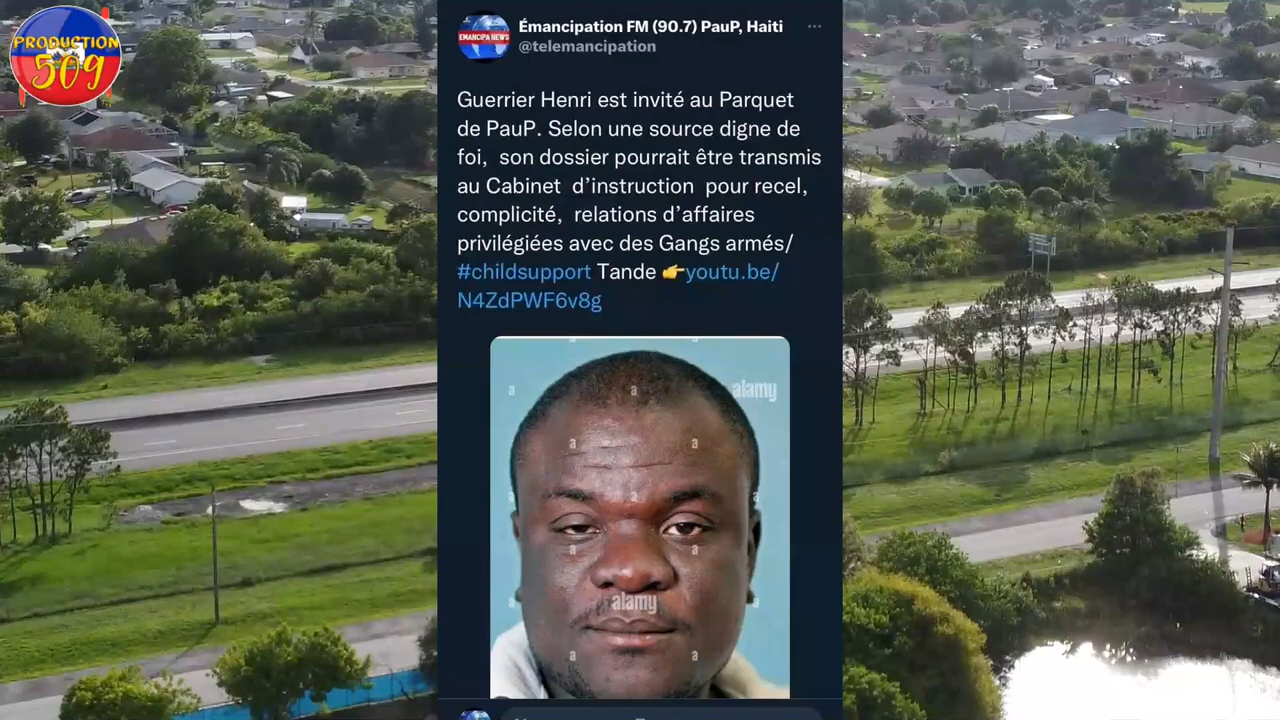 PRODUCTION
509
EMANCIPA NEWS
Émancipation FM (90.7) PauP, Haiti
@telemancipation
Guerrier Henri est invité au Parquet
de PauP. Selon une source digne de
foi, son dossier pourrait être transmis
au Cabinet d’instruction pour recel,
complicité, relations d’affaires
privilégiées avec des Gangs armés/
#childsupport Tande 👉youtu.be/
N4ZdPWF6v8g
a
a
alamy
a
a
a
a
a
a
a
alamy
a
a
a